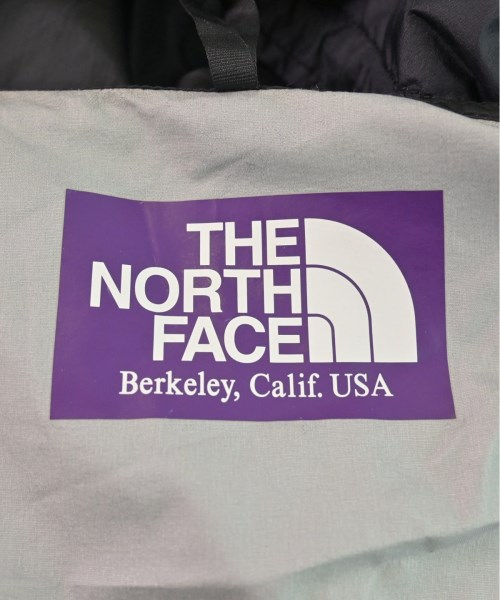 THE
NORTH
FACE
Berkeley, Calif. USA